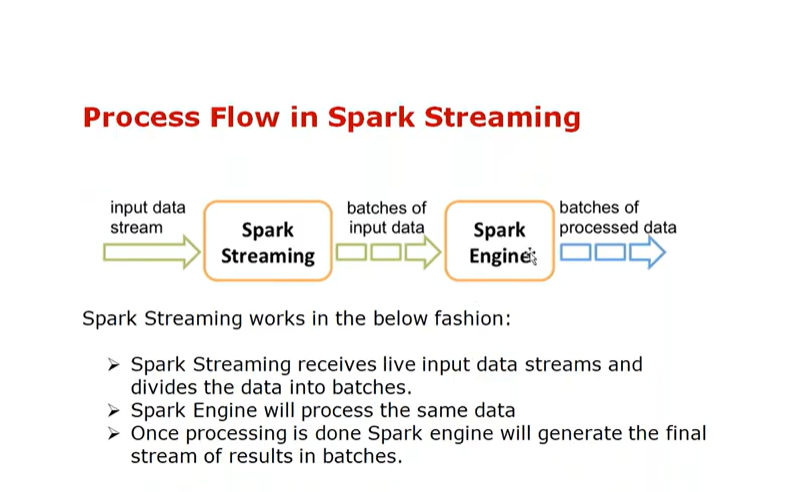 Process Flow in Spark Streaming
input data
stream
Spark
Streaming
batches of
input data
Spark
Engine
batches of
processed data
Spark Streaming works in the below fashion:
➢ Spark Streaming receives live input data streams and
divides the data into batches.
➢ Spark Engine will process the same data
➢ Once processing is done Spark engine will generate the final
stream of results in batches.